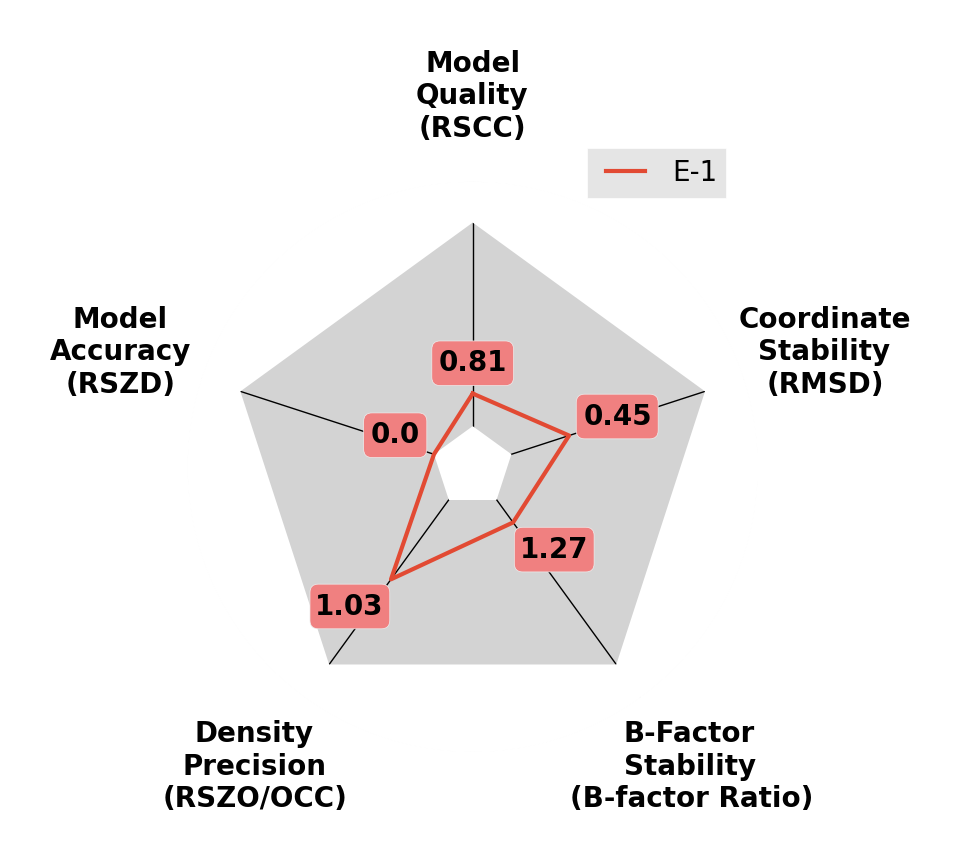 Model
Quality
(RSCC)
E-1
Model
Accuracy
(RSZD)
Coordinate
Stability
(RMSD)
0.81
0.45
0.0
1.27
1.03
Density
Precision
(RSZO/OCC)
B-Factor
Stability
(B-factor Ratio)